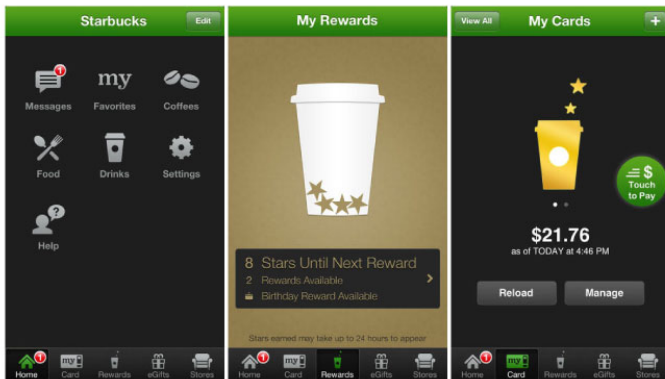 Starbucks
Edit
1
Messages
my
Favorites
Coffees
Food
Drinks
Settings
?
Help
1
Home
my
Card
Rewards
eGifts
Stores
My Rewards
8 Stars Until Next Reward
2 Rewards Available
Birthday Reward Available
Stars earned may take up to 24 hours to appear
1
Home
my
Card
Rewards
eGifts
Stores
View All
My Cards
+
$
Touch
to Pay
$21.76
as of TODAY at 4:46 PM
Reload
Manage
1
Home
my
Card
Rewards
eGifts
Stores